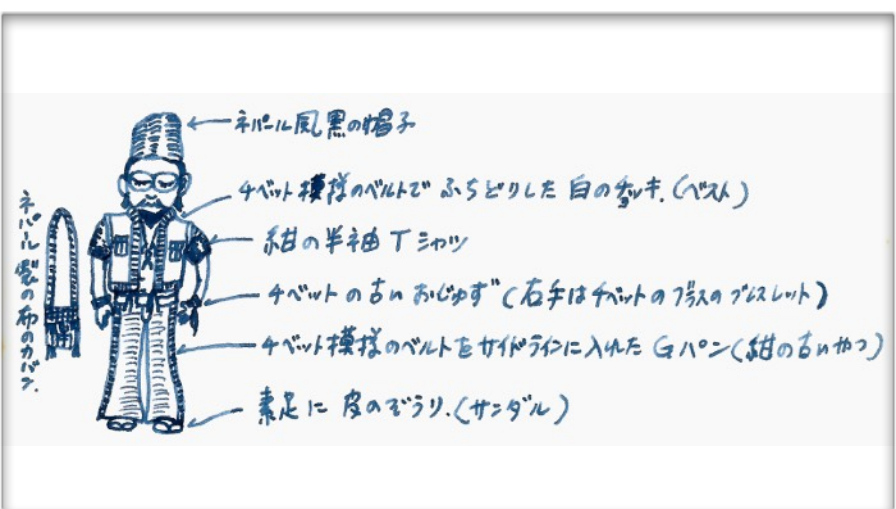 ネパール風黒の帽子
チベット模様のベルトで ふちどりした 白のチョッキ.(ベスト)
紺の半袖Tシャツ
チベットの古い おじゅず(右手はチベットのブラスのブレスレット)
チベット模様のベルトをサイドラインに入れた Gパン(紺の古いやつ)
素足に 皮のぞうり.(サンダル)
ネパール製の布のカバン.